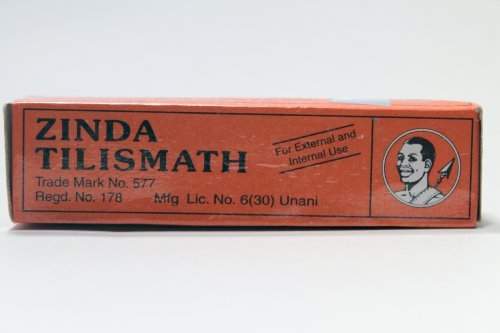 ZINDA
TILISMATH
Trade Mark No. 577
Regd. No. 178 Mfg Lic. No. 6(30) Unani
For External and
Internal Use